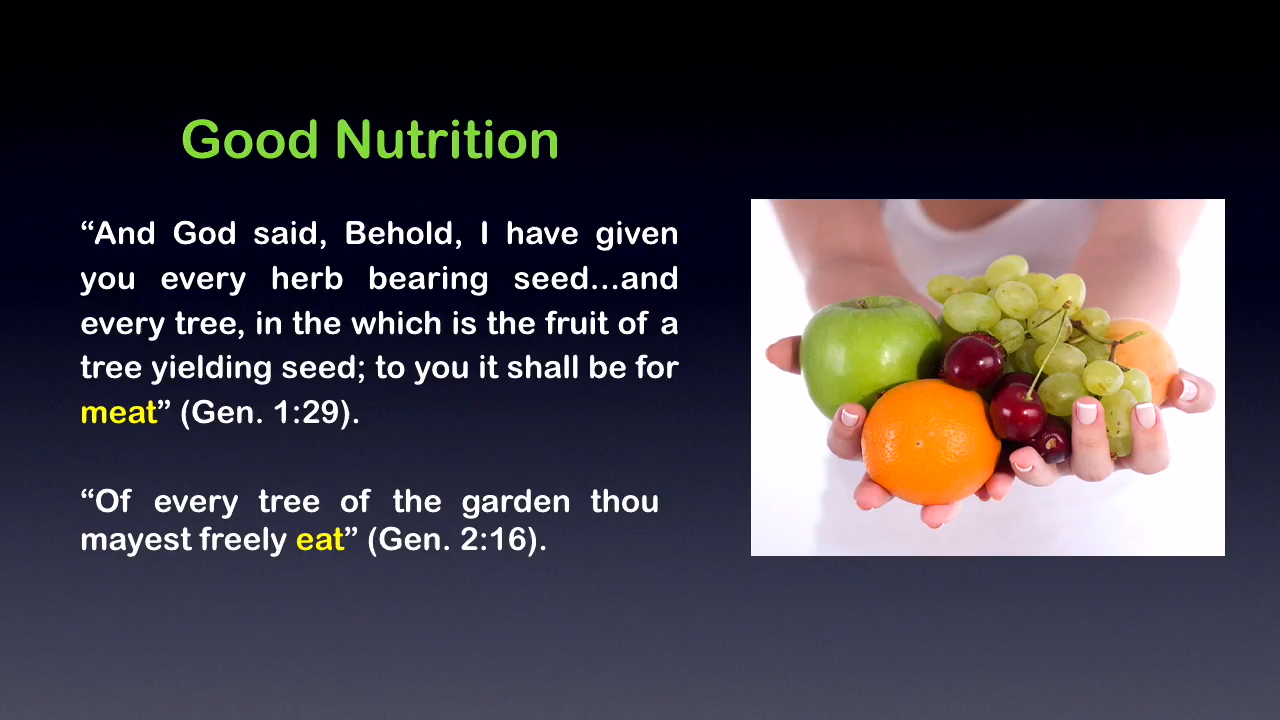 Good Nutrition
“And God said, Behold, I have given
you every herb bearing seed...and
every tree, in the which is the fruit of a
tree yielding seed; to you it shall be for
meat” (Gen. 1:29).
“Of every tree of the garden thou
mayest freely eat” (Gen. 2:16).